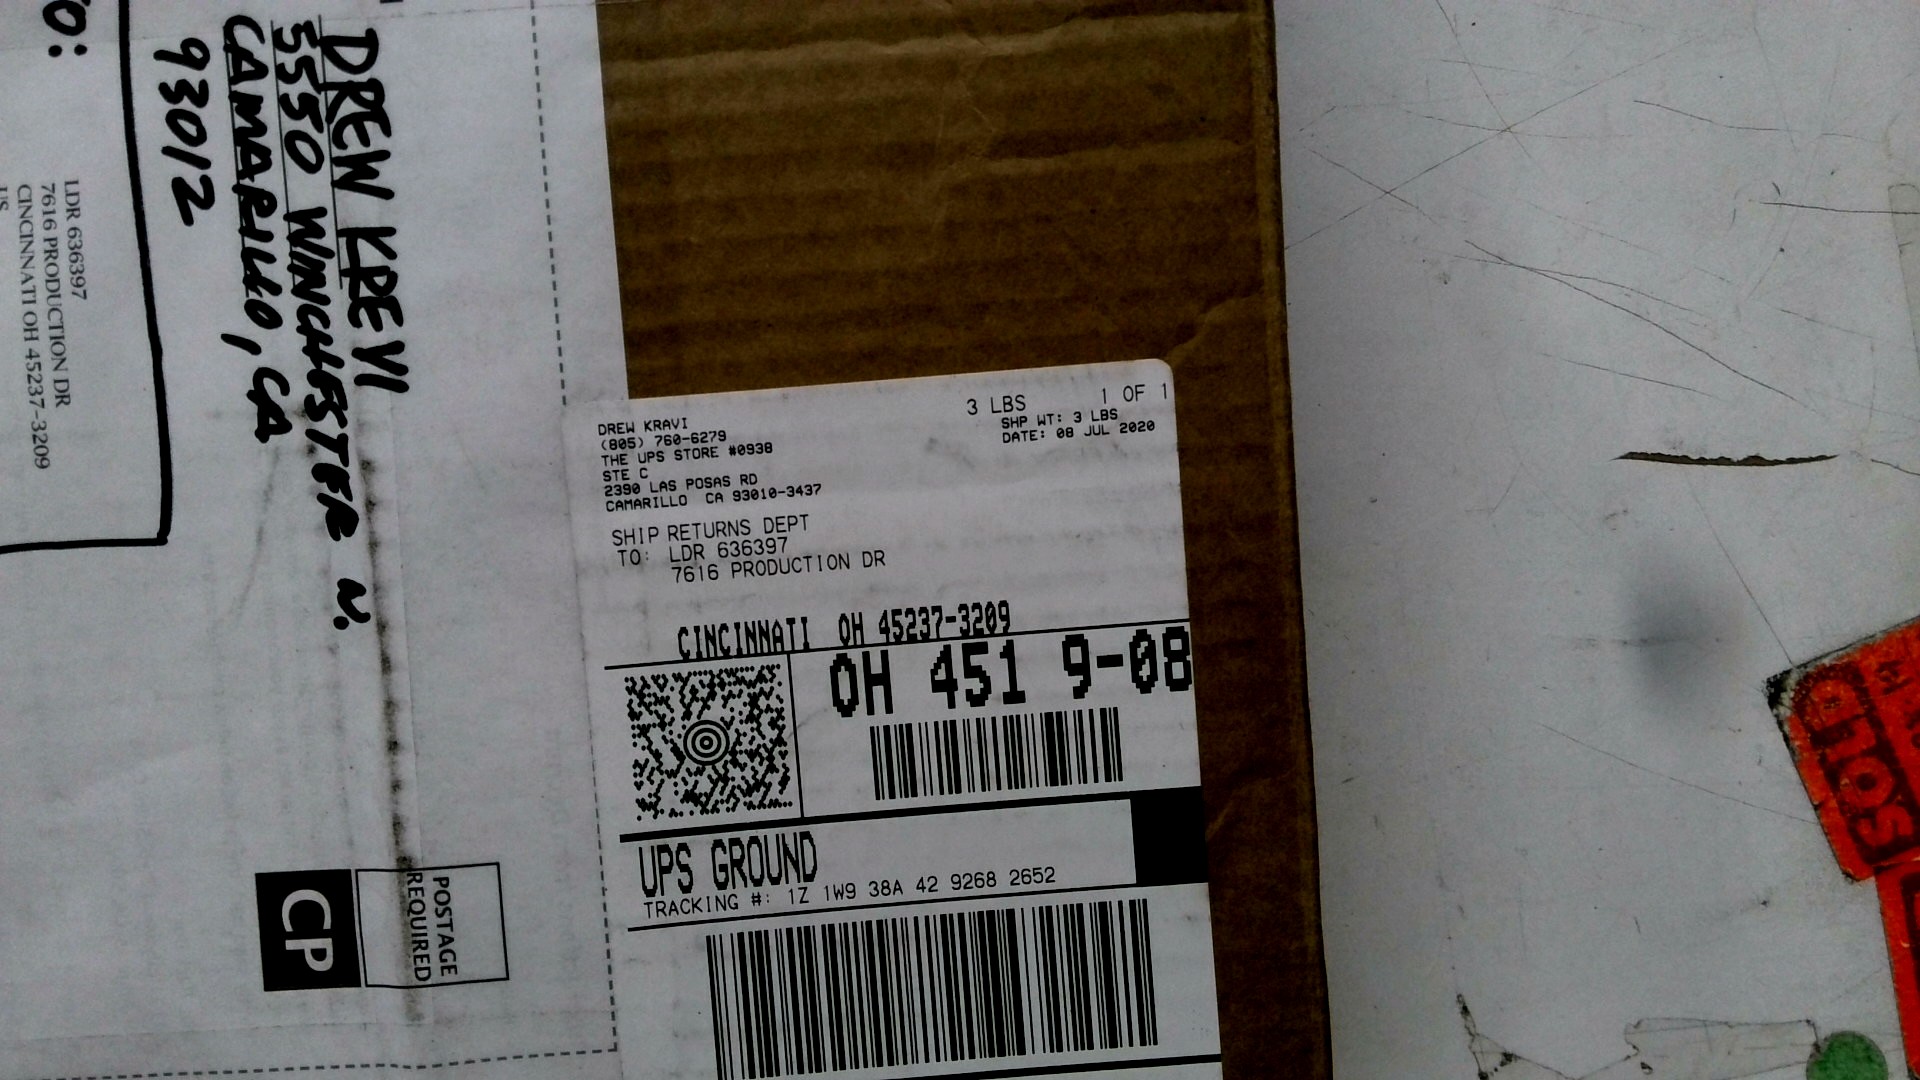 O:
LDR 636397
7616 PRODUCTION DR
CINCINNATI OH 45237-3209
US
DREW KREVI
5550 WINCHESTER N.
CAMARILLO, CA
93012
POSTAGE
REQUIRED
CP
3 LBS 1 OF 1
SHP WT: 3 LBS
DATE: 08 JUL 2020
DREW KRAVI
(805) 760-6279
THE UPS STORE #0938
STE C
2390 LAS POSAS RD
CAMARILLO CA 93010-3437
SHIP RETURNS DEPT
TO: LDR 636397
7616 PRODUCTION DR
CINCINNATI OH 45237-3209
OH 451 9-08
UPS GROUND
TRACKING #: 1Z 1W9 38A 42 9268 2652